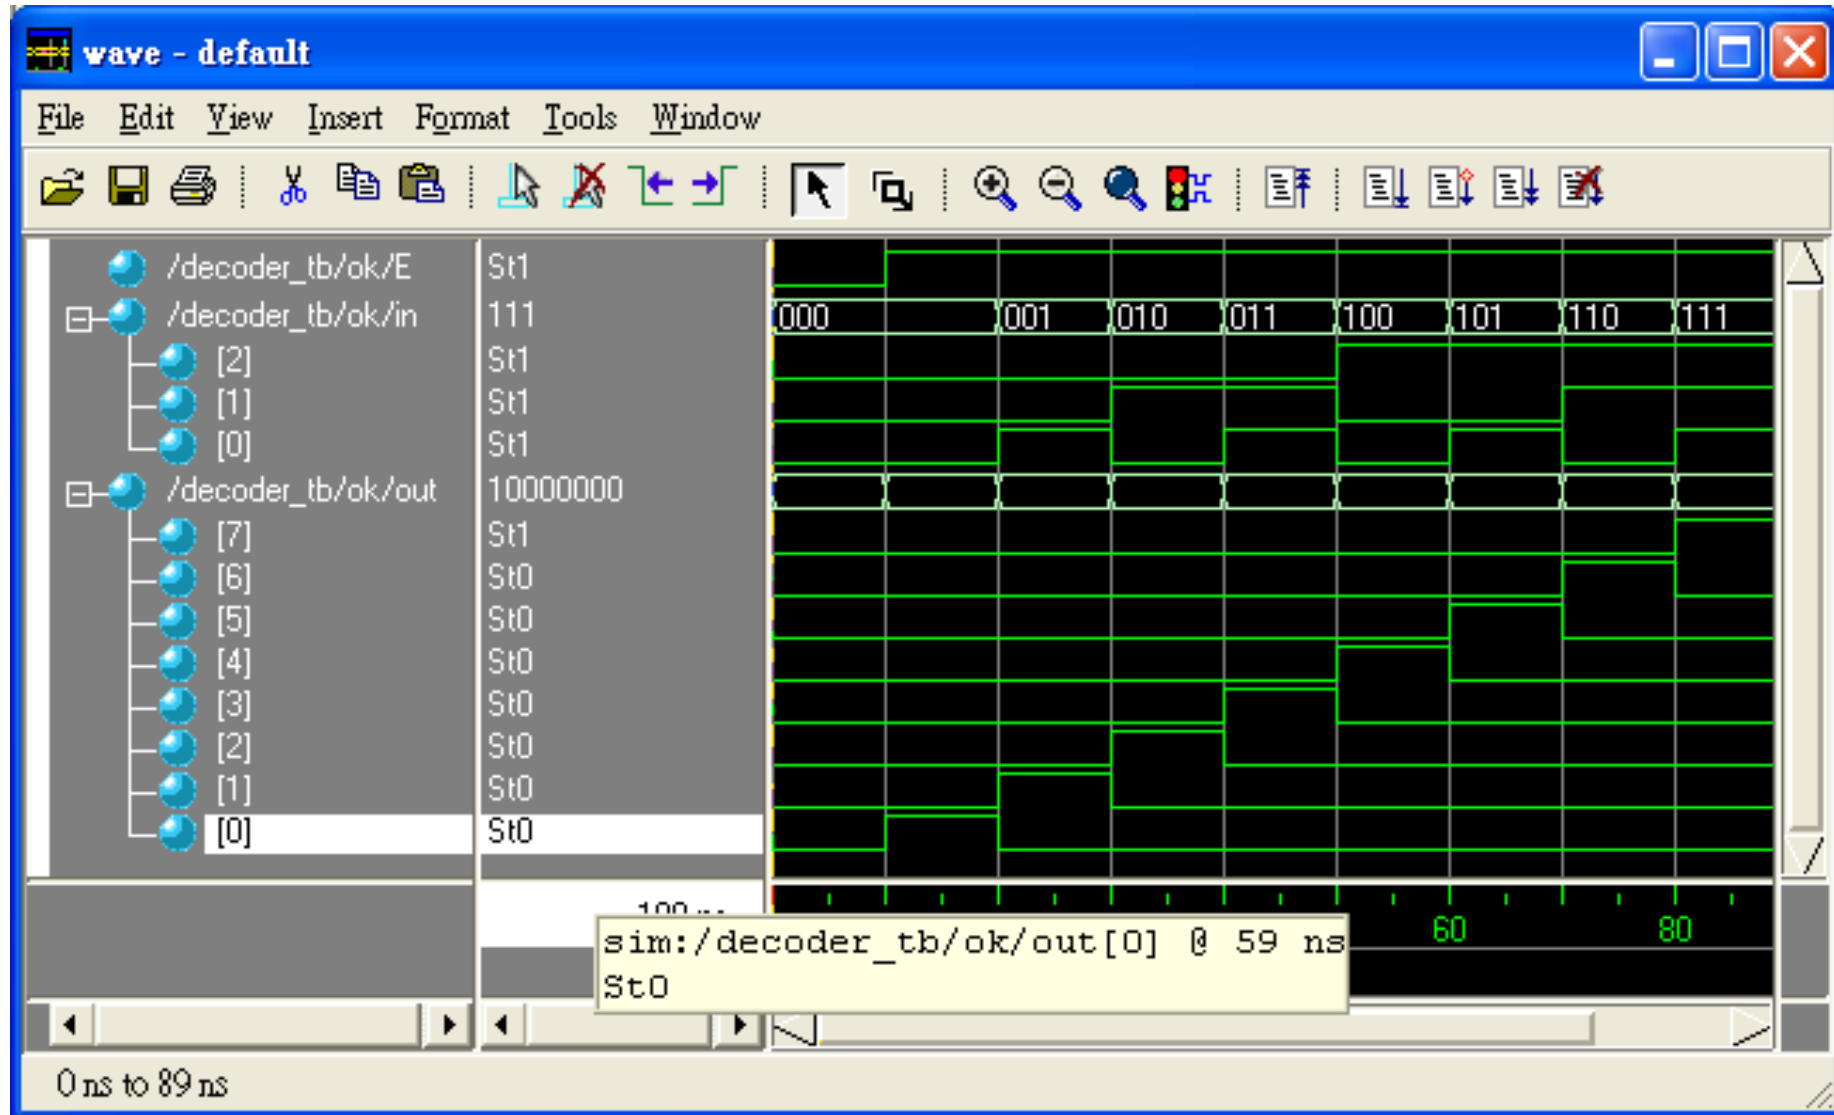 wave - default
File Edit View Insert Format Tools Window
/decoder_tb/ok/E St1
/decoder_tb/ok/in 111 000 001 010 011 100 101 110 111
[2] St1
[1] St1
[0] St1
/decoder_tb/ok/out 10000000
[7] St1
[6] St0
[5] St0
[4] St0
[3] St0
[2] St0
[1] St0
[0] St0
60 80
sim:/decoder_tb/ok/out[0] @ 59 ns
St0
0 ns to 89 ns